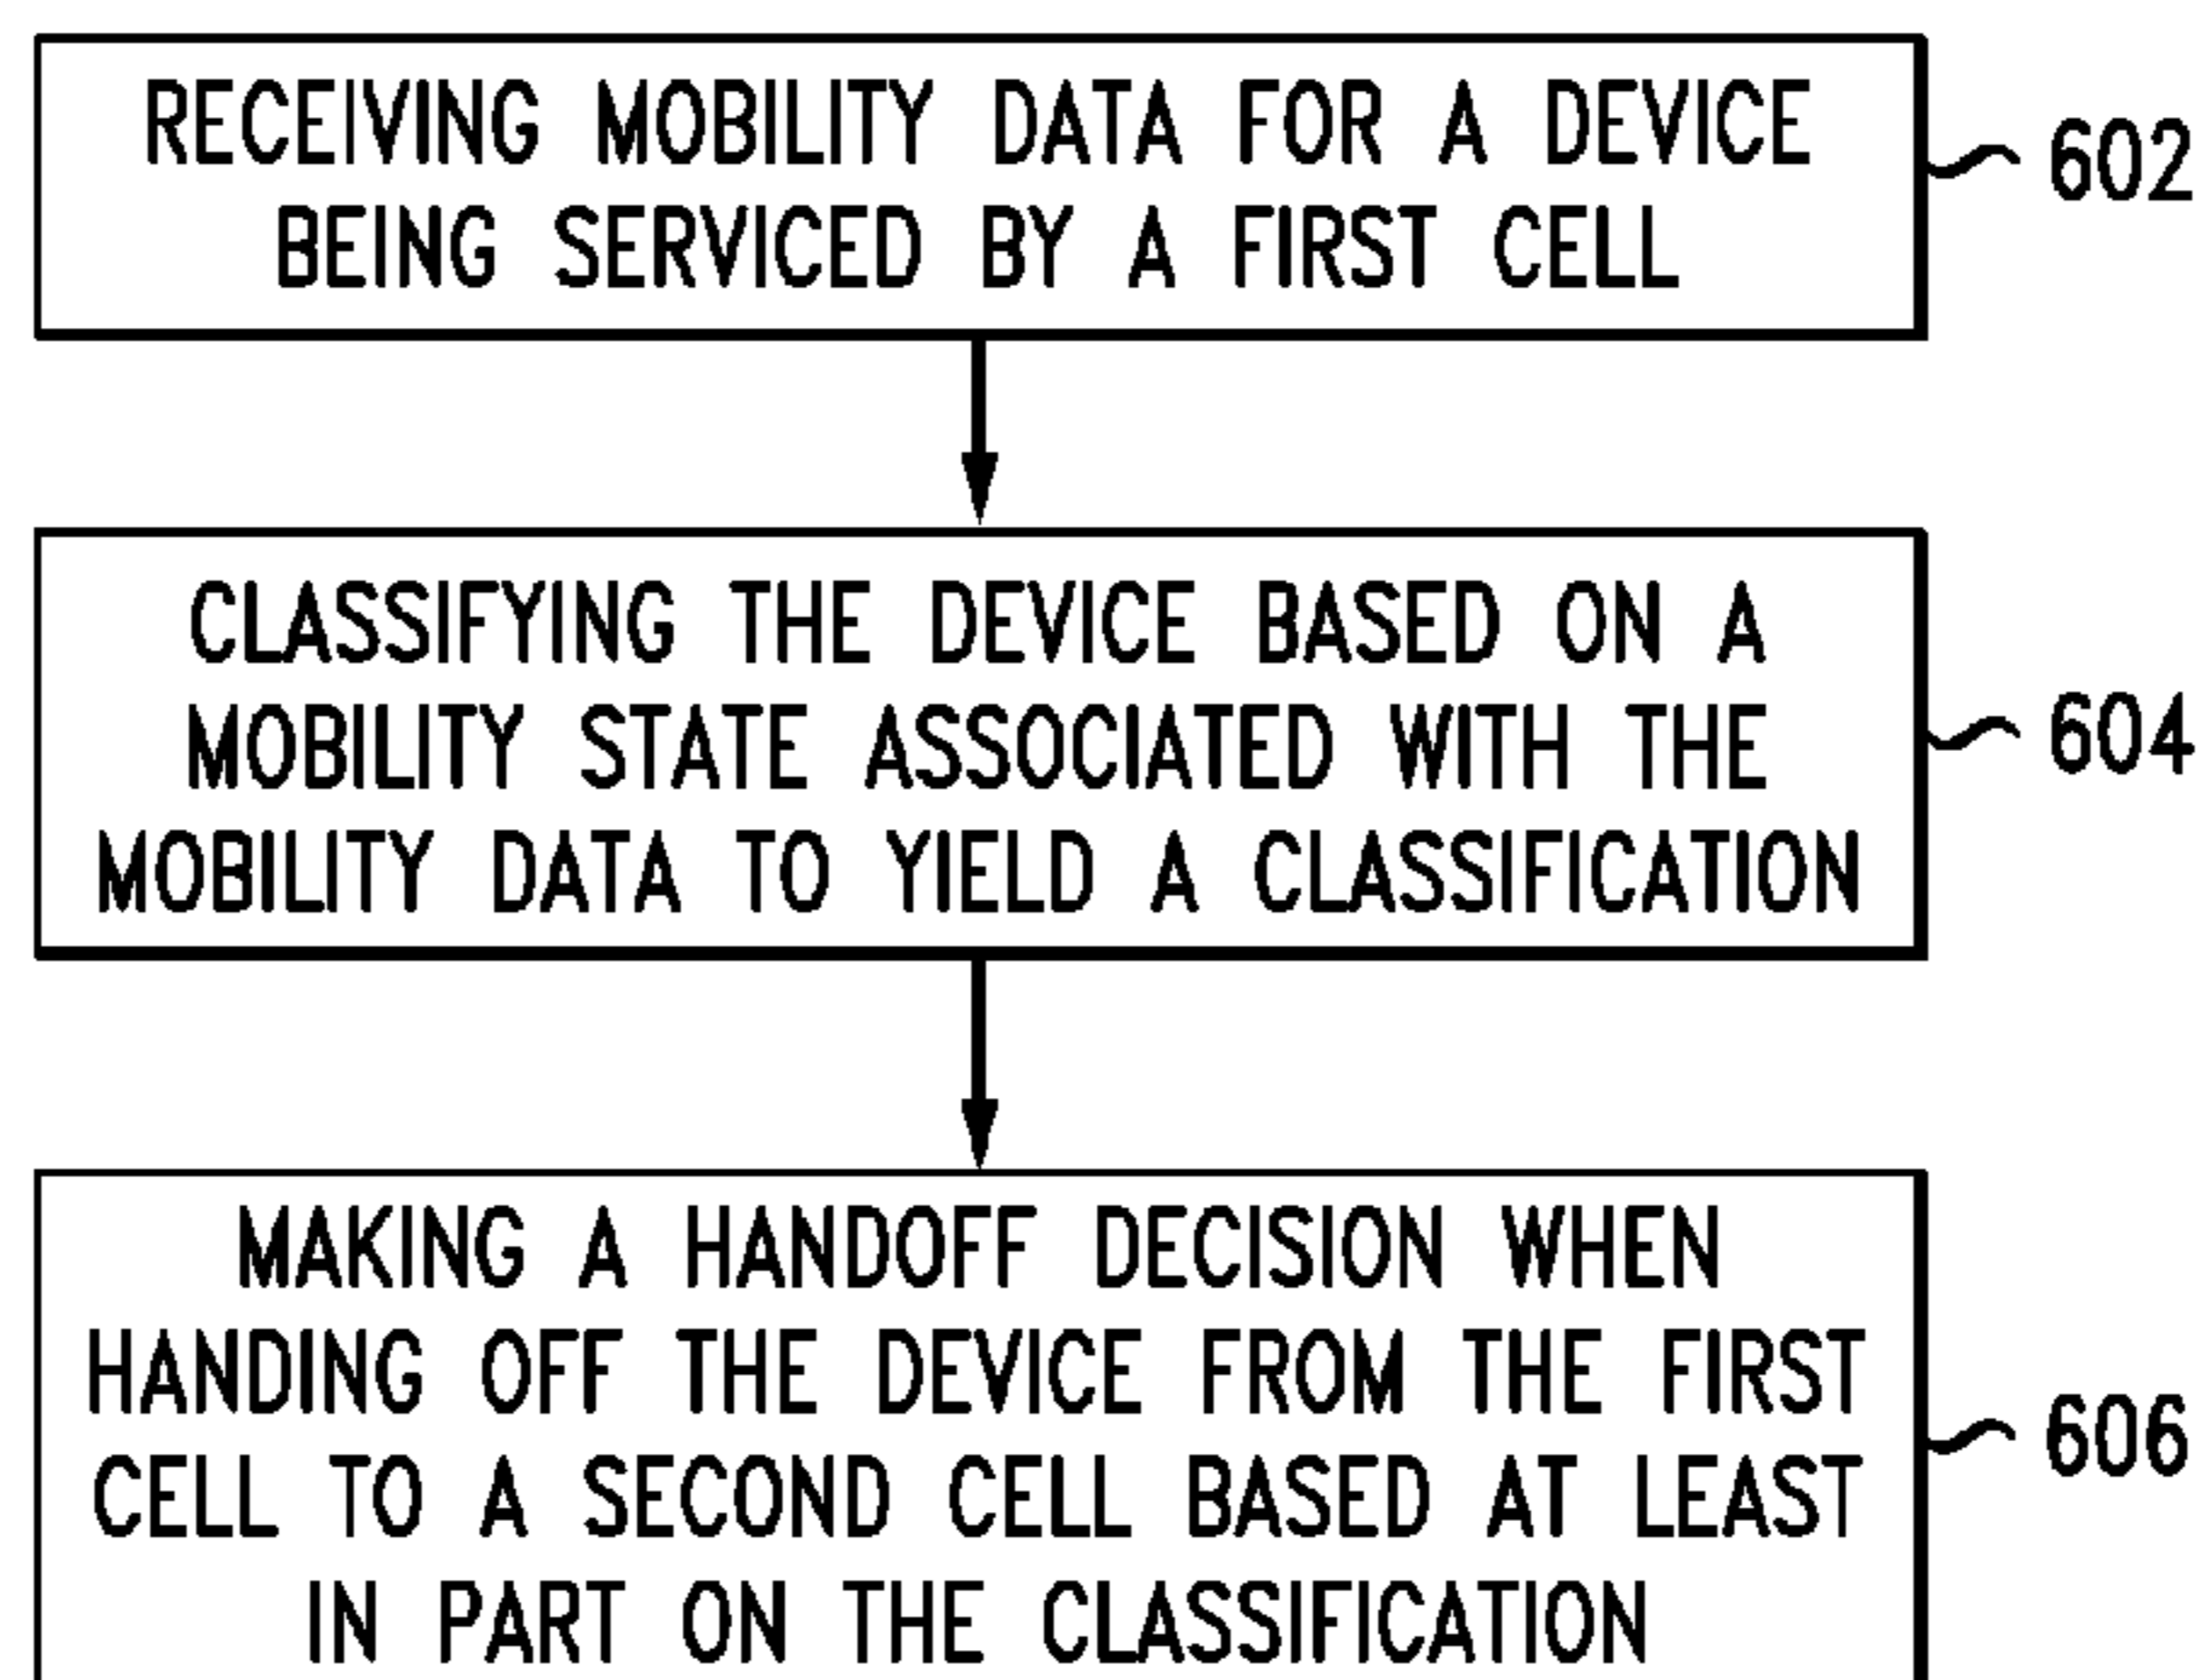 RECEIVING MOBILITY DATA FOR A DEVICE
BEING SERVICED BY A FIRST CELL
602
CLASSIFYING THE DEVICE BASED ON A
MOBILITY STATE ASSOCIATED WITH THE
MOBILITY DATA TO YIELD A CLASSIFICATION
604
MAKING A HANDOFF DECISION WHEN
HANDING OFF THE DEVICE FROM THE FIRST
CELL TO A SECOND CELL BASED AT LEAST
IN PART ON THE CLASSIFICATION
606